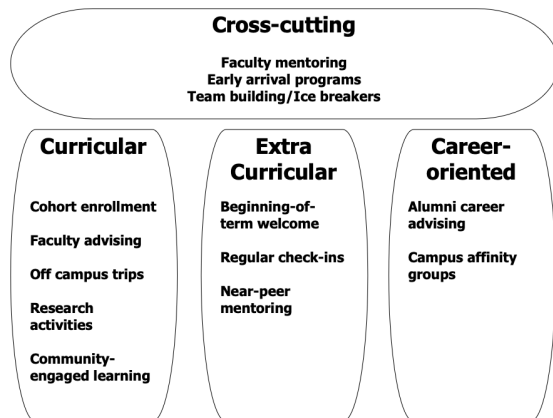 Cross-cutting
Faculty mentoring
Early arrival programs
Team building/Ice breakers
Curricular
Cohort enrollment
Faculty advising
Off campus trips
Research
activities
Community-
engaged learning
Extra
Curricular
Beginning-of-
term welcome
Regular check-ins
Near-peer
mentoring
Career-
oriented
Alumni career
advising
Campus affinity
groups